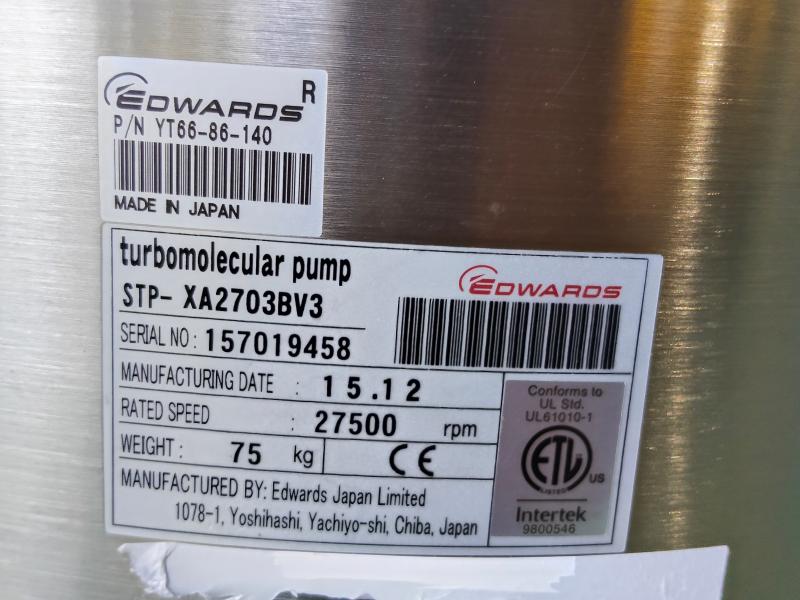 EDWARDS R
P/N YT66-86-140
MADE IN JAPAN
turbomolecular pump
EDWARDS
STP- XA2703BV3
SERIAL NO: 157019458
MANUFACTURING DATE : 15.12
RATED SPEED : 27500 rpm
WEIGHT: 75 kg CE
MANUFACTURED BY: Edwards Japan Limited
1078-1, Yoshihashi, Yachiyo-shi, Chiba, Japan
Conforms to
UL Std.
UL61010-1
ETL US
LISTED
Intertek
9800546